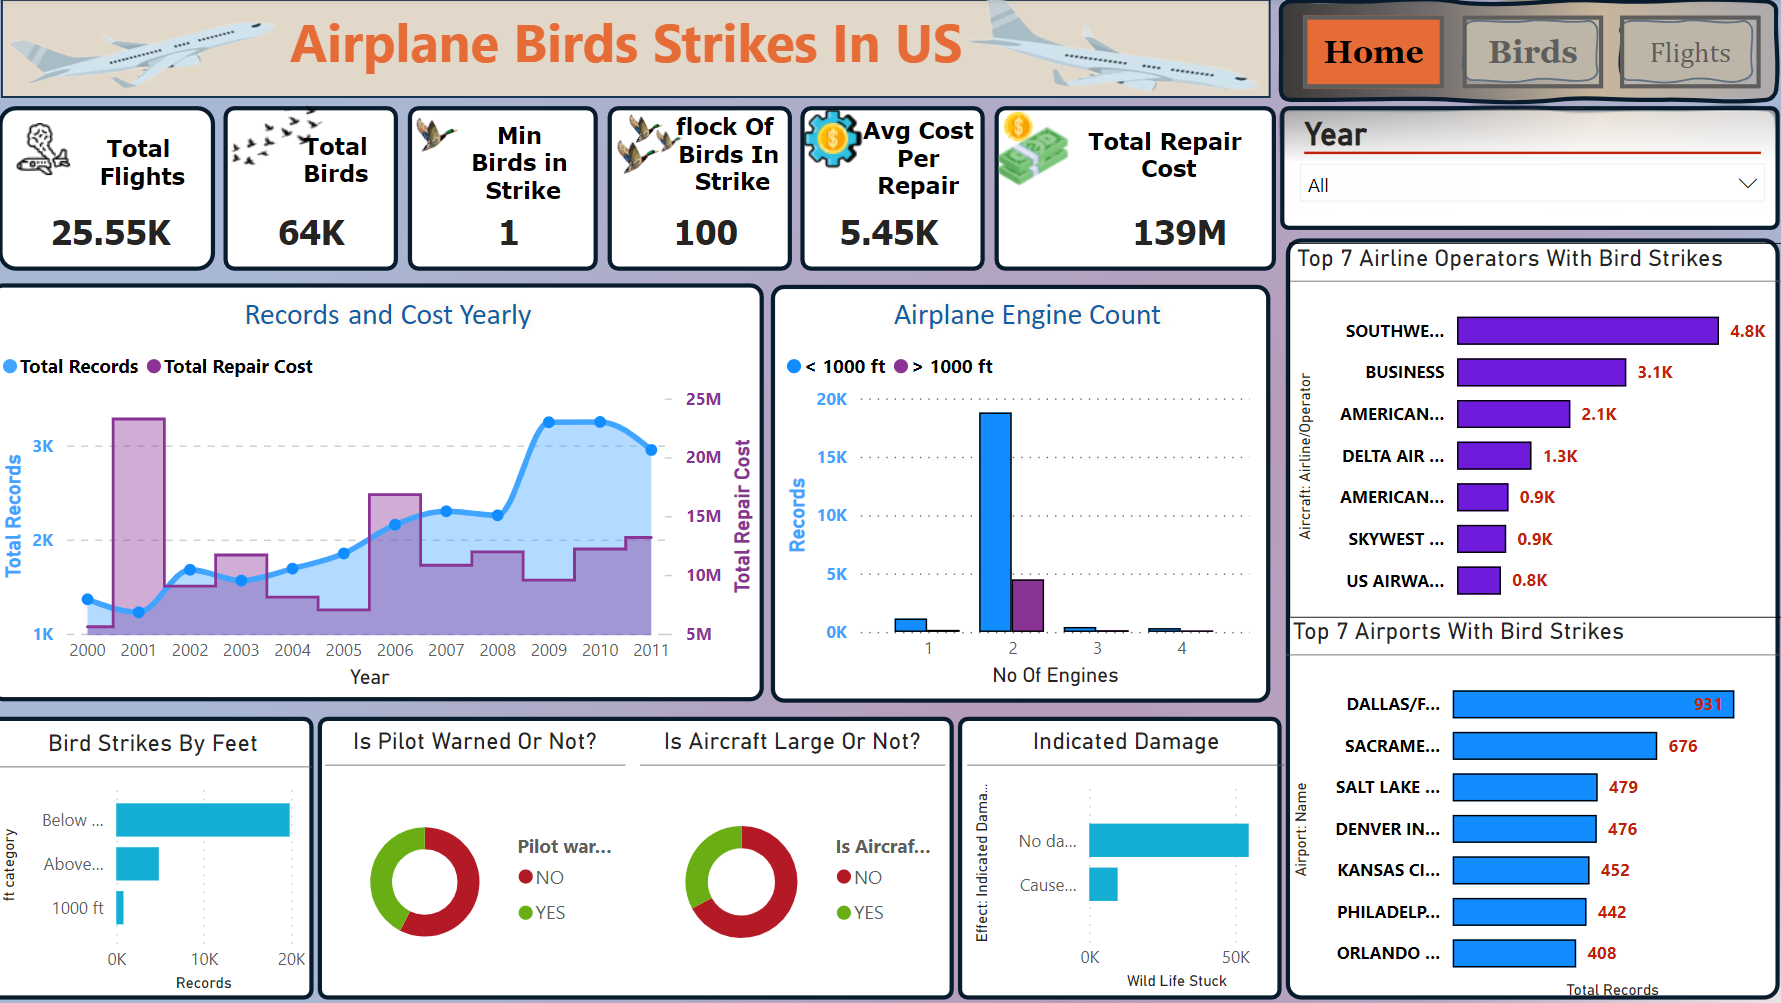 Airplane Birds Strikes In US
Home
Birds
Flights
Total
Flights
25.55K
Total
Birds
64K
Min
Birds in
Strike
1
flock Of
Birds In
Strike
100
Avg Cost
Per
Repair
5.45K
Total Repair
Cost
139M
Year
All
Records and Cost Yearly
Total Records
Total Repair Cost
Total Records
3K
2K
1K
25M
20M
15M
10M
5M
Total Repair Cost
2000 2001 2002 2003 2004 2005 2006 2007 2008 2009 2010 2011
Year
Airplane Engine Count
< 1000 ft
> 1000 ft
Records
20K
15K
10K
5K
0K
1 2 3 4
No Of Engines
Top 7 Airline Operators With Bird Strikes
Aircraft: Airline/Operator
SOUTHWE... 4.8K
BUSINESS 3.1K
AMERICAN... 2.1K
DELTA AIR ... 1.3K
AMERICAN... 0.9K
SKYWEST ... 0.9K
US AIRWA... 0.8K
Top 7 Airports With Bird Strikes
Airport: Name
DALLAS/F... 931
SACRAME... 676
SALT LAKE ... 479
DENVER IN... 476
KANSAS CI... 452
PHILADELP... 442
ORLANDO ... 408
Total Records
Bird Strikes By Feet
ft category
Below ...
Above...
1000 ft
0K 10K 20K
Records
Is Pilot Warned Or Not?
Pilot war...
NO
YES
Is Aircraft Large Or Not?
Is Aircraf...
NO
YES
Indicated Damage
Effect: Indicated Dama...
No da...
Cause...
0K 50K
Wild Life Stuck